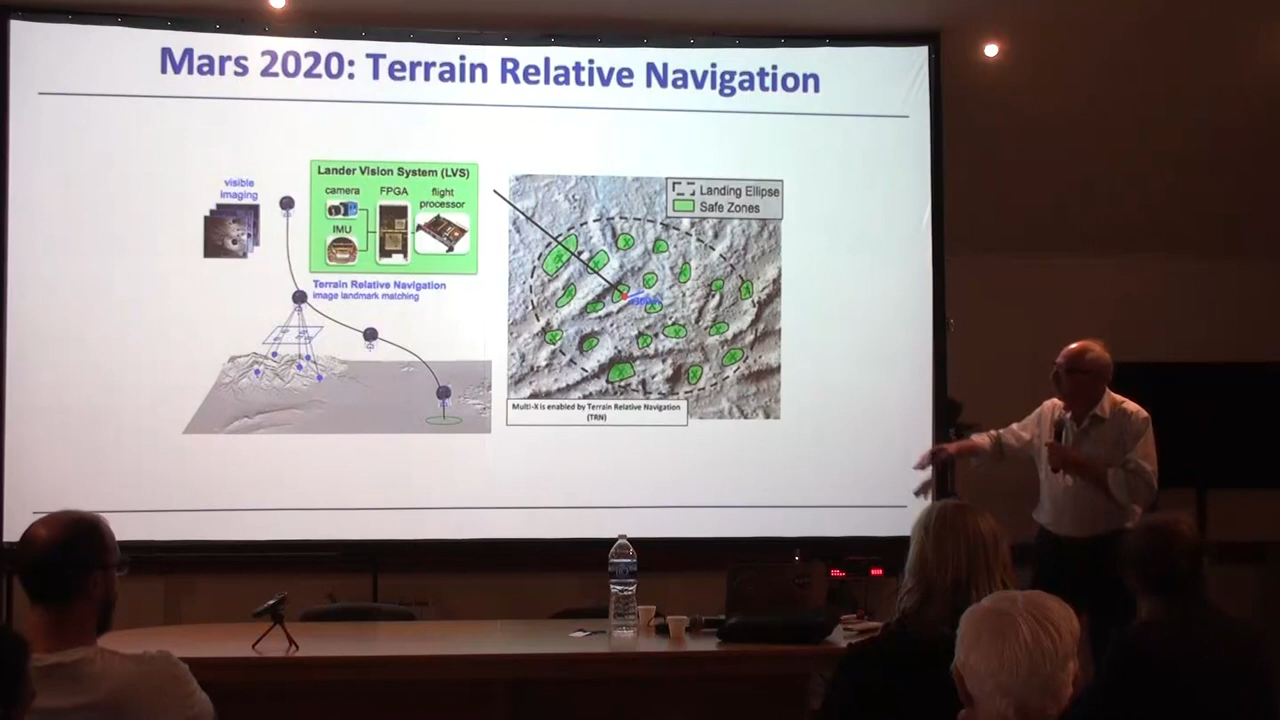 Mars 2020: Terrain Relative Navigation
visible
imaging
Lander Vision System (LVS)
camera
FPGA
flight
processor
IMU
Terrain Relative Navigation
image landmark matching
Landing Ellipse
Safe Zones
Multi-X is enabled by Terrain Relative Navigation
(TRN)